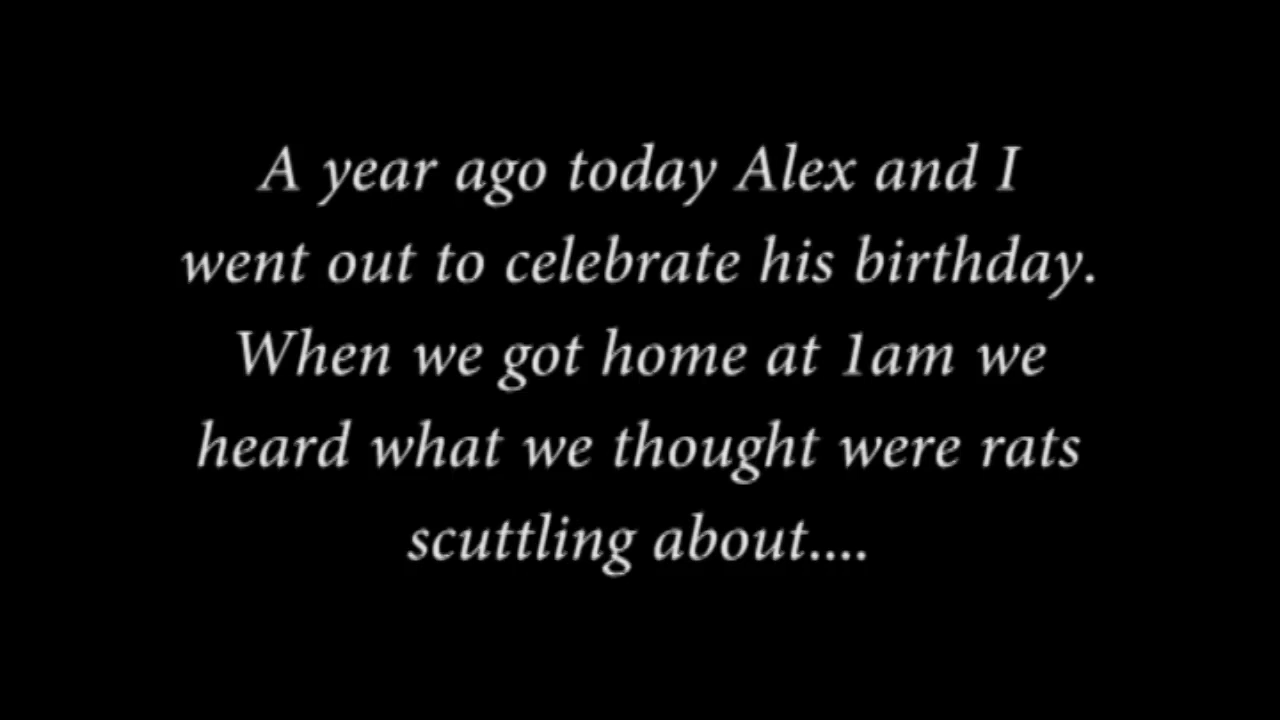 A year ago today Alex and I
went out to celebrate his birthday.
When we got home at 1am we
heard what we thought were rats
scuttling about....